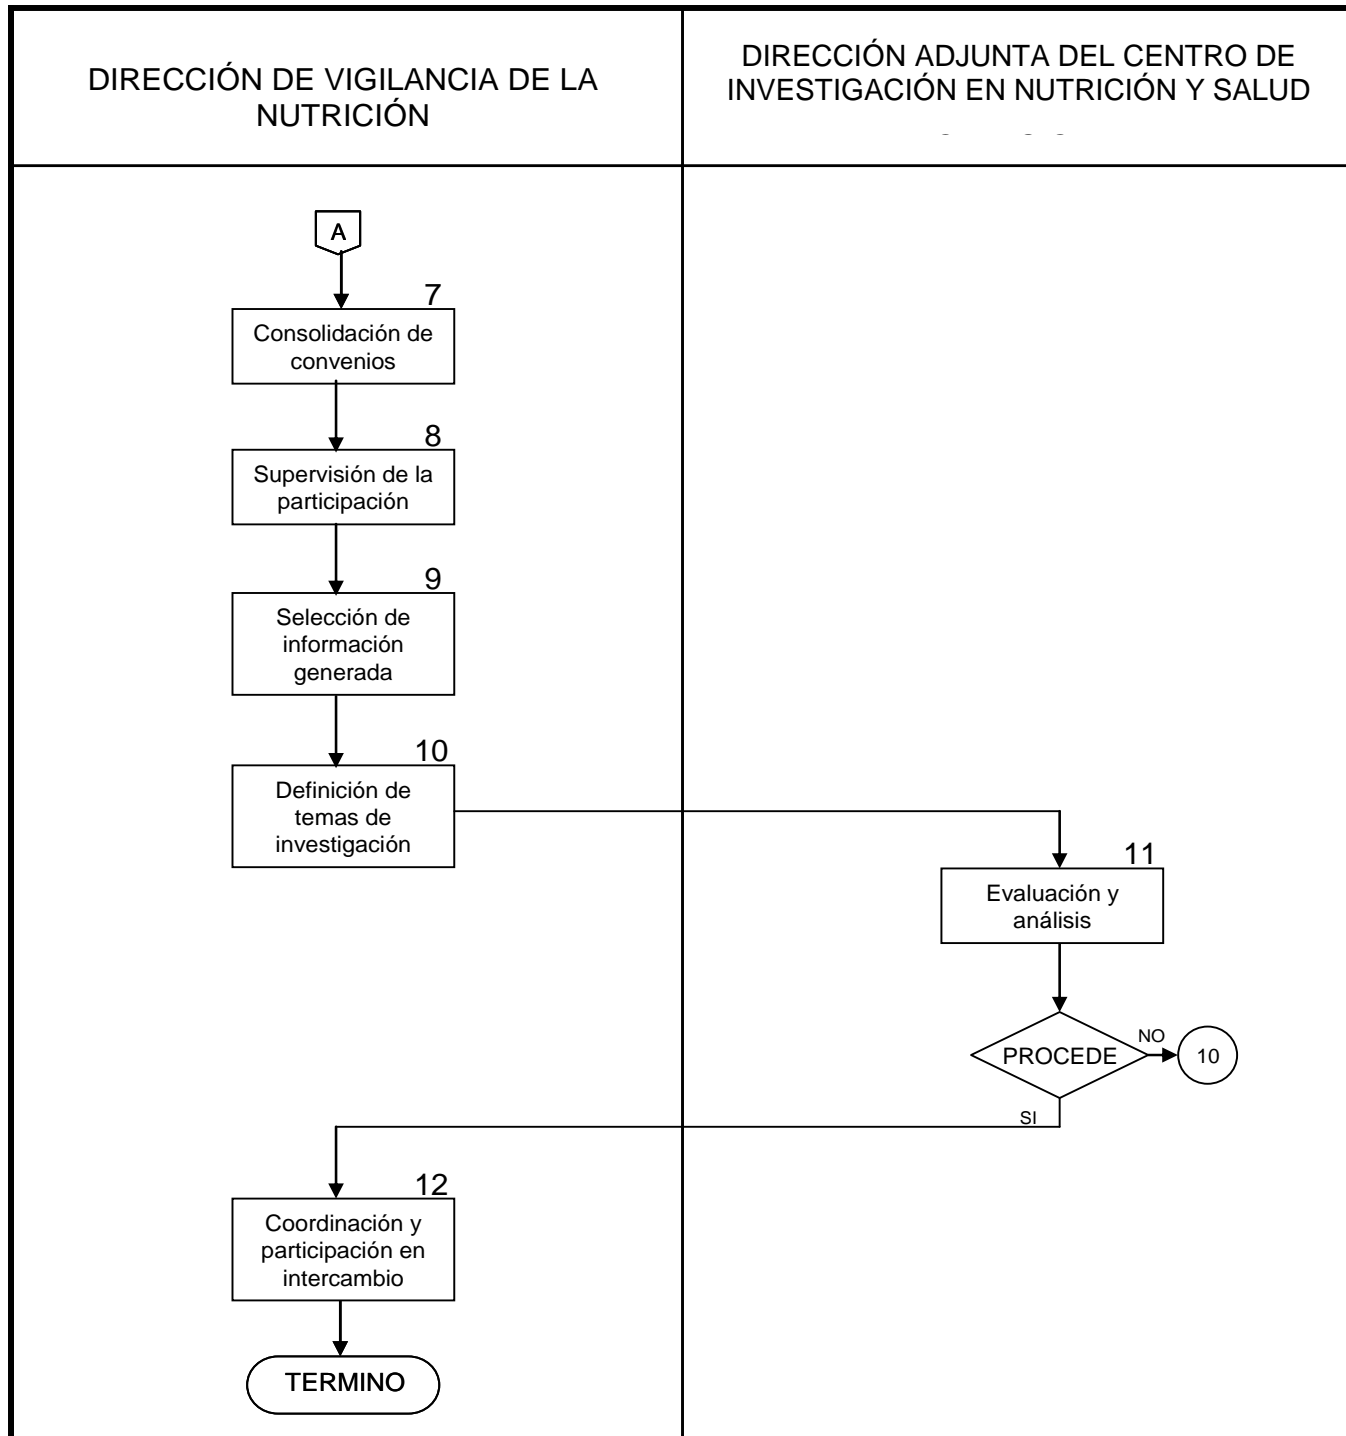 DIRECCIÓN DE VIGILANCIA DE LA
NUTRICIÓN
DIRECCIÓN ADJUNTA DEL CENTRO DE
INVESTIGACIÓN EN NUTRICIÓN Y SALUD
A
7
Consolidación de
convenios
8
Supervisión de la
participación
9
Selección de
información
generada
10
Definición de
temas de
investigación
11
Evaluación y
análisis
PROCEDE
NO
10
SI
12
Coordinación y
participación en
intercambio
TERMINO